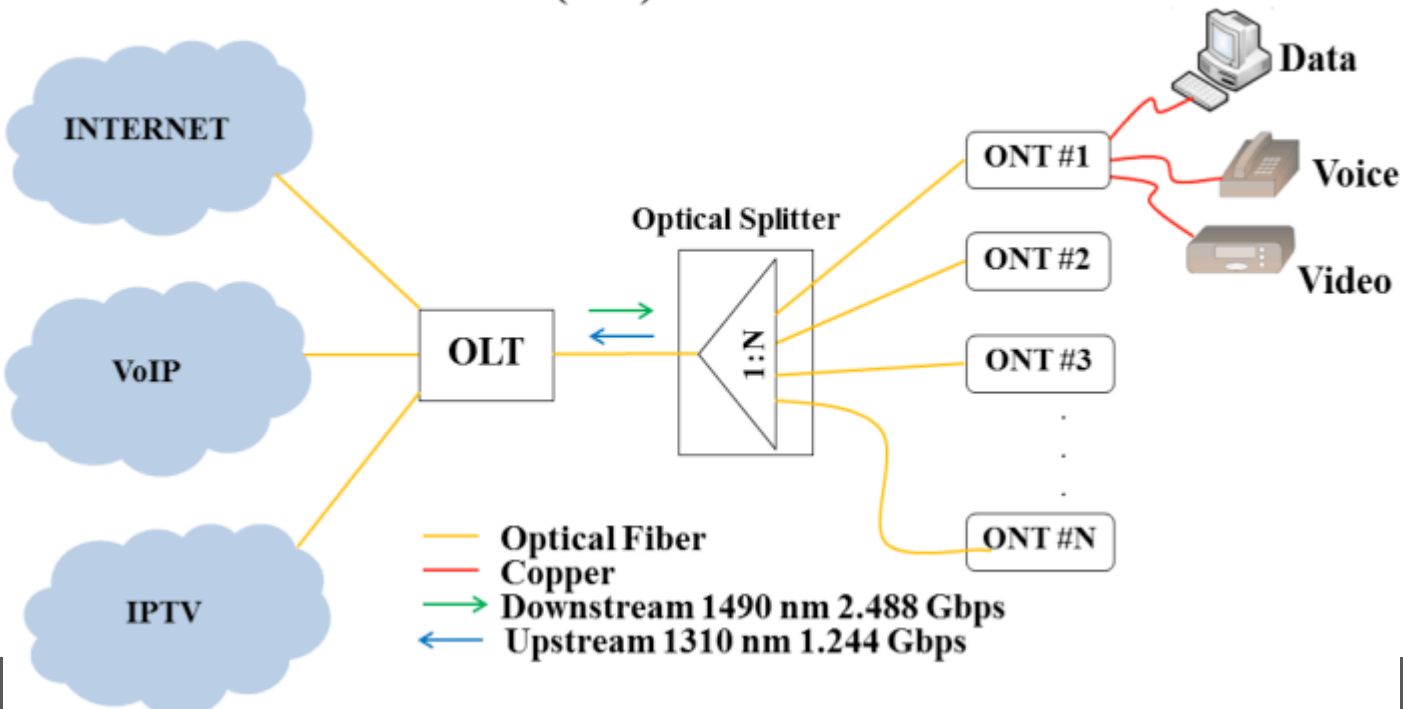 INTERNET
VoIP
IPTV
OLT
Optical Splitter
1:N
ONT #1
ONT #2
ONT #3
.
.
.
ONT #N
Data
Voice
Video
Optical Fiber
Copper
Downstream 1490 nm 2.488 Gbps
Upstream 1310 nm 1.244 Gbps